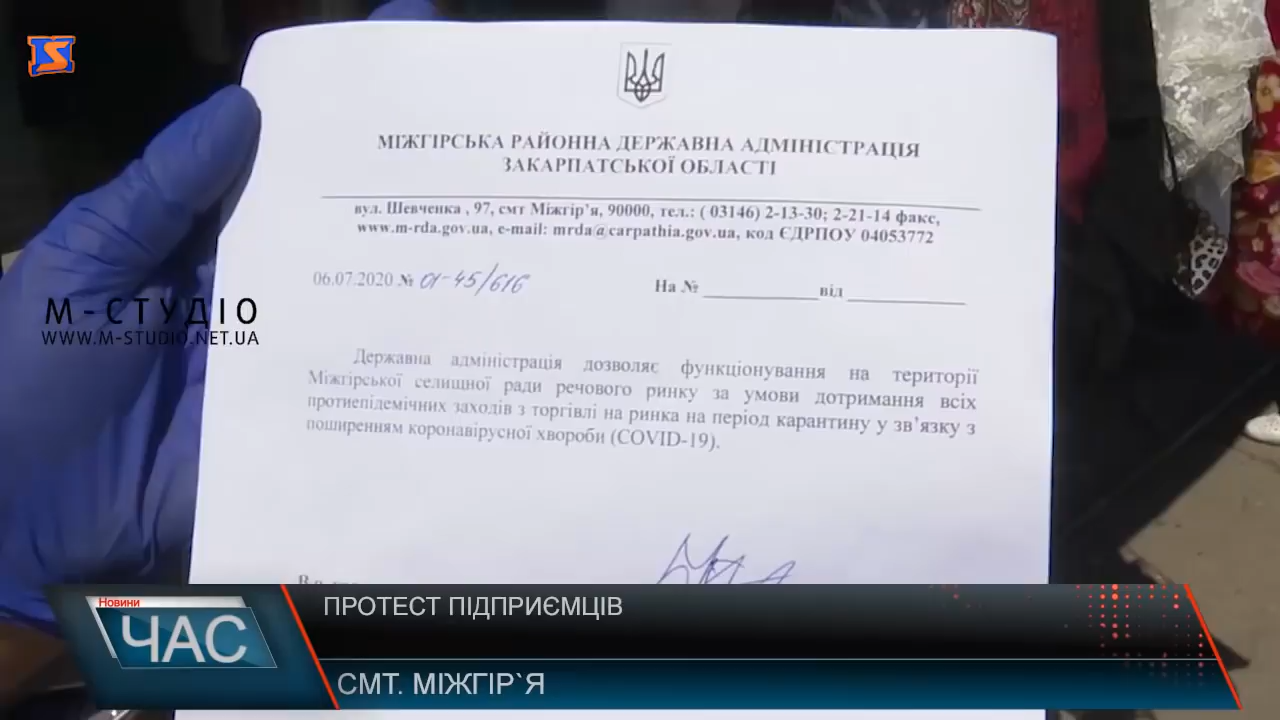 МІЖГІРСЬКА РАЙОННА ДЕРЖАВНА АДМІНІСТРАЦІЯ
ЗАКАРПАТСЬКОЇ ОБЛАСТІ
вул. Шевченка , 97, смт Міжгір’я, 90000, тел.: ( 03146) 2-13-30; 2-21-14 факс,
www.m-rda.gov.ua, e-mail: mrda@carpathia.gov.ua, код ЄДРПОУ 04053772
06.07.2020 № 01-45/616 На № ____________від ____________
М-СТУДІО
WWW.M-STUDIO.NET.UA
Державна адміністрація дозволяє функціонування на території
Міжгірської селищної ради речового ринку за умови дотримання всіх
протиепідемічних заходів з торгівлі на ринка на період карантину у зв’язку з
поширенням коронавірусної хвороби (COVID-19).
Новини
ЧАС
ПРОТЕСТ ПІДПРИЄМЦІВ
СМТ. МІЖГІР`Я